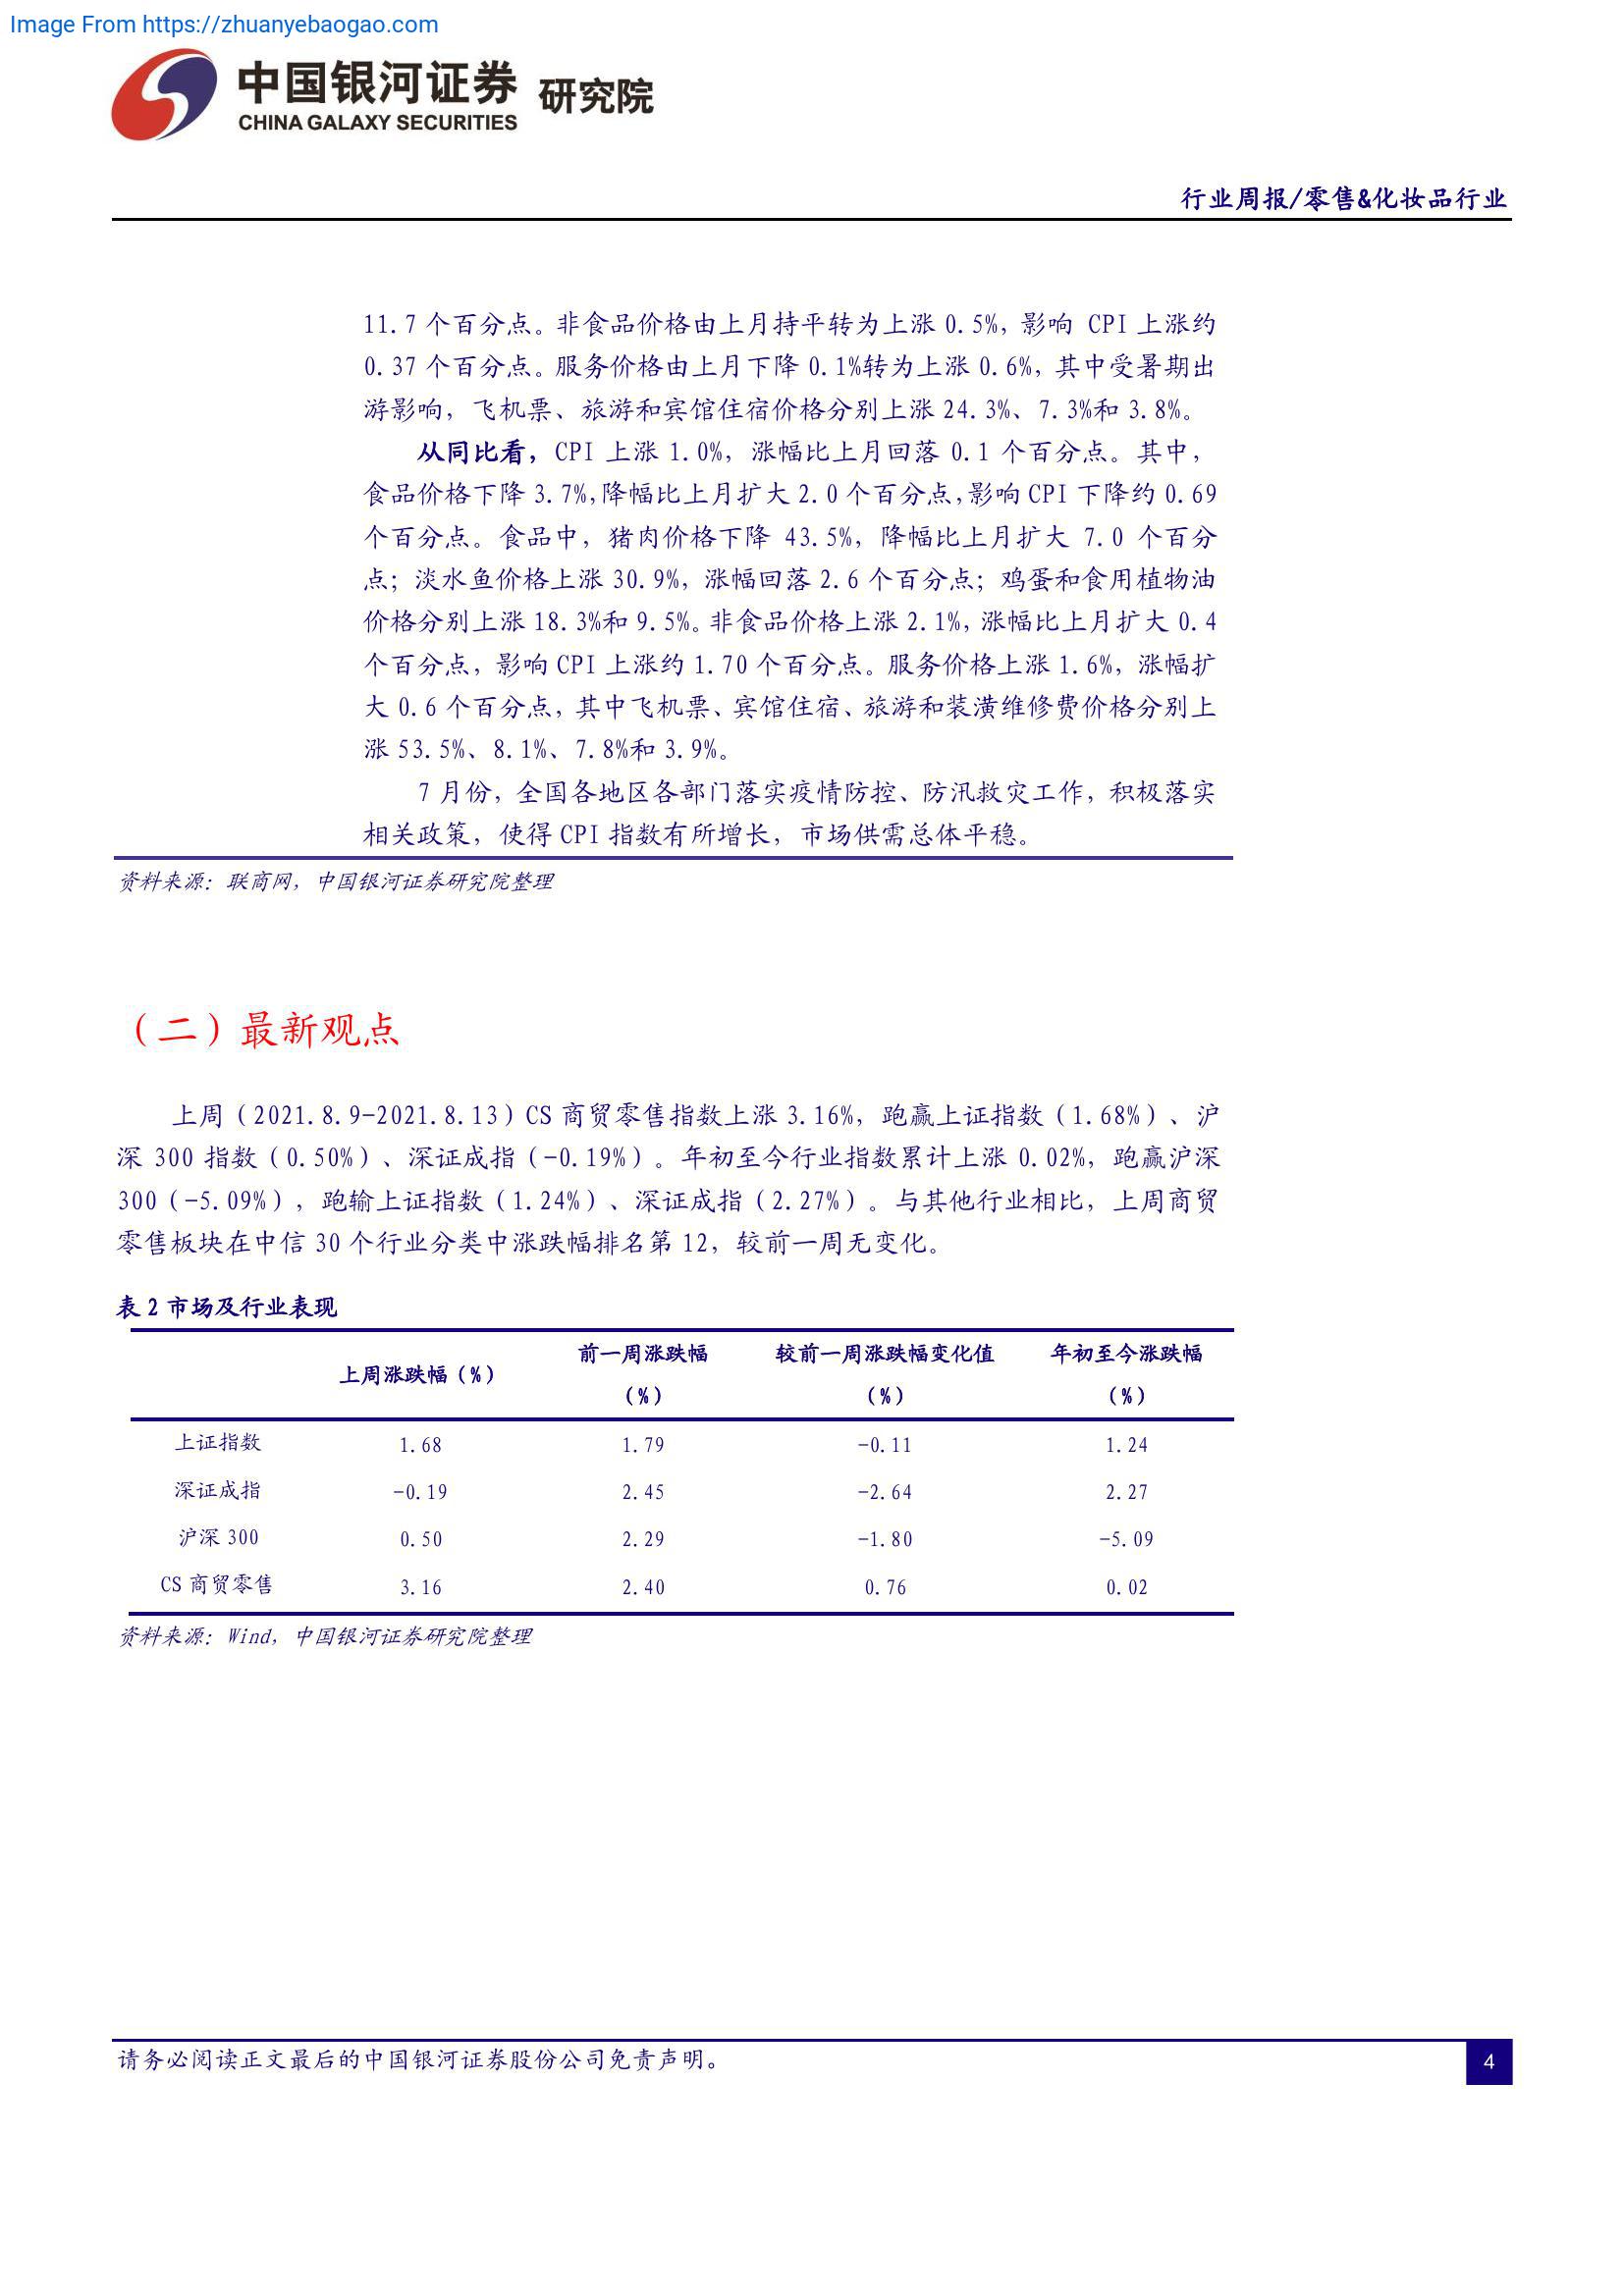 Image From https://zhuanyebaogao.com
中国银河证券 研究院
CHINA GALAXY SECURITIES
行业周报/零售&化妆品行业
11.7 个百分点。非食品价格由上月持平转为上涨 0.5%，影响 CPI 上涨约
0.37 个百分点。服务价格由上月下降 0.1%转为上涨 0.6%，其中受暑期出
游影响，飞机票、旅游和宾馆住宿价格分别上涨 24.3%、7.3%和 3.8%。
从同比看，CPI 上涨 1.0%，涨幅比上月回落 0.1 个百分点。其中，
食品价格下降 3.7%，降幅比上月扩大 2.0 个百分点，影响 CPI 下降约 0.69
个百分点。食品中，猪肉价格下降 43.5%，降幅比上月扩大 7.0 个百分
点；淡水鱼价格上涨 30.9%，涨幅回落 2.6 个百分点；鸡蛋和食用植物油
价格分别上涨 18.3%和 9.5%。非食品价格上涨 2.1%，涨幅比上月扩大 0.4
个百分点，影响 CPI 上涨约 1.70 个百分点。服务价格上涨 1.6%，涨幅扩
大 0.6 个百分点，其中飞机票、宾馆住宿、旅游和装潢维修费价格分别上
涨 53.5%、8.1%、7.8%和 3.9%。
7 月份，全国各地区各部门落实疫情防控、防汛救灾工作，积极落实
相关政策，使得 CPI 指数有所增长，市场供需总体平稳。
资料来源：联商网，中国银河证券研究院整理
（二）最新观点
上周（2021.8.9-2021.8.13）CS 商贸零售指数上涨 3.16%，跑赢上证指数（1.68%）、沪
深 300 指数（0.50%）、深证成指（-0.19%）。年初至今行业指数累计上涨 0.02%，跑赢沪深
300（-5.09%），跑输上证指数（1.24%）、深证成指（2.27%）。与其他行业相比，上周商贸
零售板块在中信 30 个行业分类中涨跌幅排名第 12，较前一周无变化。
表 2 市场及行业表现
上周涨跌幅（%） 前一周涨跌幅（%） 较前一周涨跌幅变化值（%） 年初至今涨跌幅（%）
上证指数 1.68 1.79 -0.11 1.24
深证成指 -0.19 2.45 -2.64 2.27
沪深 300 0.50 2.29 -1.80 -5.09
CS 商贸零售 3.16 2.40 0.76 0.02
资料来源：Wind，中国银河证券研究院整理
请务必阅读正文最后的中国银河证券股份公司免责声明。
4